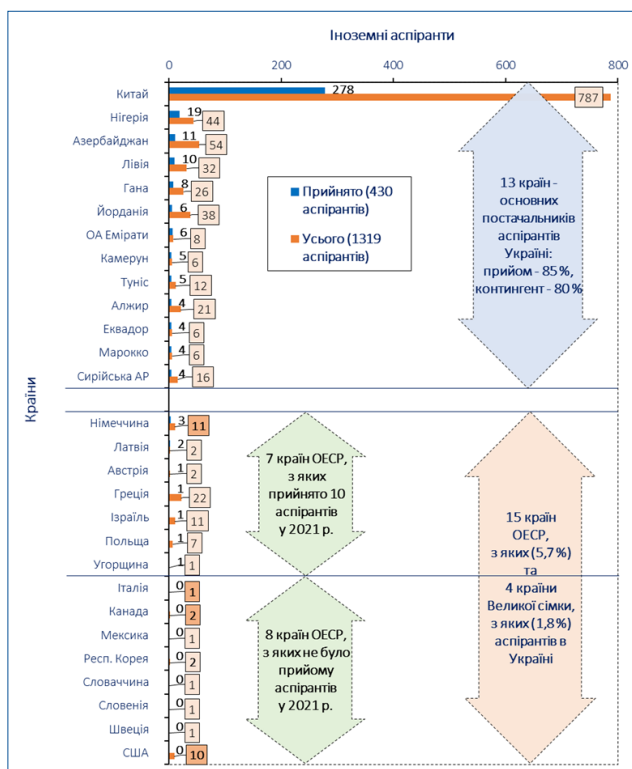 Іноземні аспіранти
0 200 400 600 800
Країни
Китай 278 787
Нігерія 19 44
Азербайджан 11 54
Лівія 10 32
Гана 8 26
Йорданія 6 38
ОА Емірати 6 8
Камерун 5 6
Туніс 5 12
Алжир 4 21
Еквадор 4 6
Марокко 4 6
Сирійська АР 4 16
Прийнято (430
аспірантів)
Усього (1319
аспірантів)
13 країн -
основних
постачальників
аспірантів
Україні:
прийом - 85%,
контингент - 80%
Німеччина 3 11
Латвія 2 2
Австрія 1 2
Греція 1 22
Ізраїль 1 11
Польща 1 7
Угорщина 1 1
7 країн ОЕСР,
з яких
прийнято 10
аспірантів
у 2021 р.
Італія 0 1
Канада 0 2
Мексика 0 1
Респ. Корея 0 2
Словаччина 0 1
Словенія 0 1
Швеція 0 1
США 0 10
8 країн ОЕСР,
з яких не було
прийому
аспірантів
у 2021 р.
15 країн
ОЕСР,
з яких (5,7%)
та
4 країни
Великої сімки,
з яких (1,8%)
аспірантів в
Україні